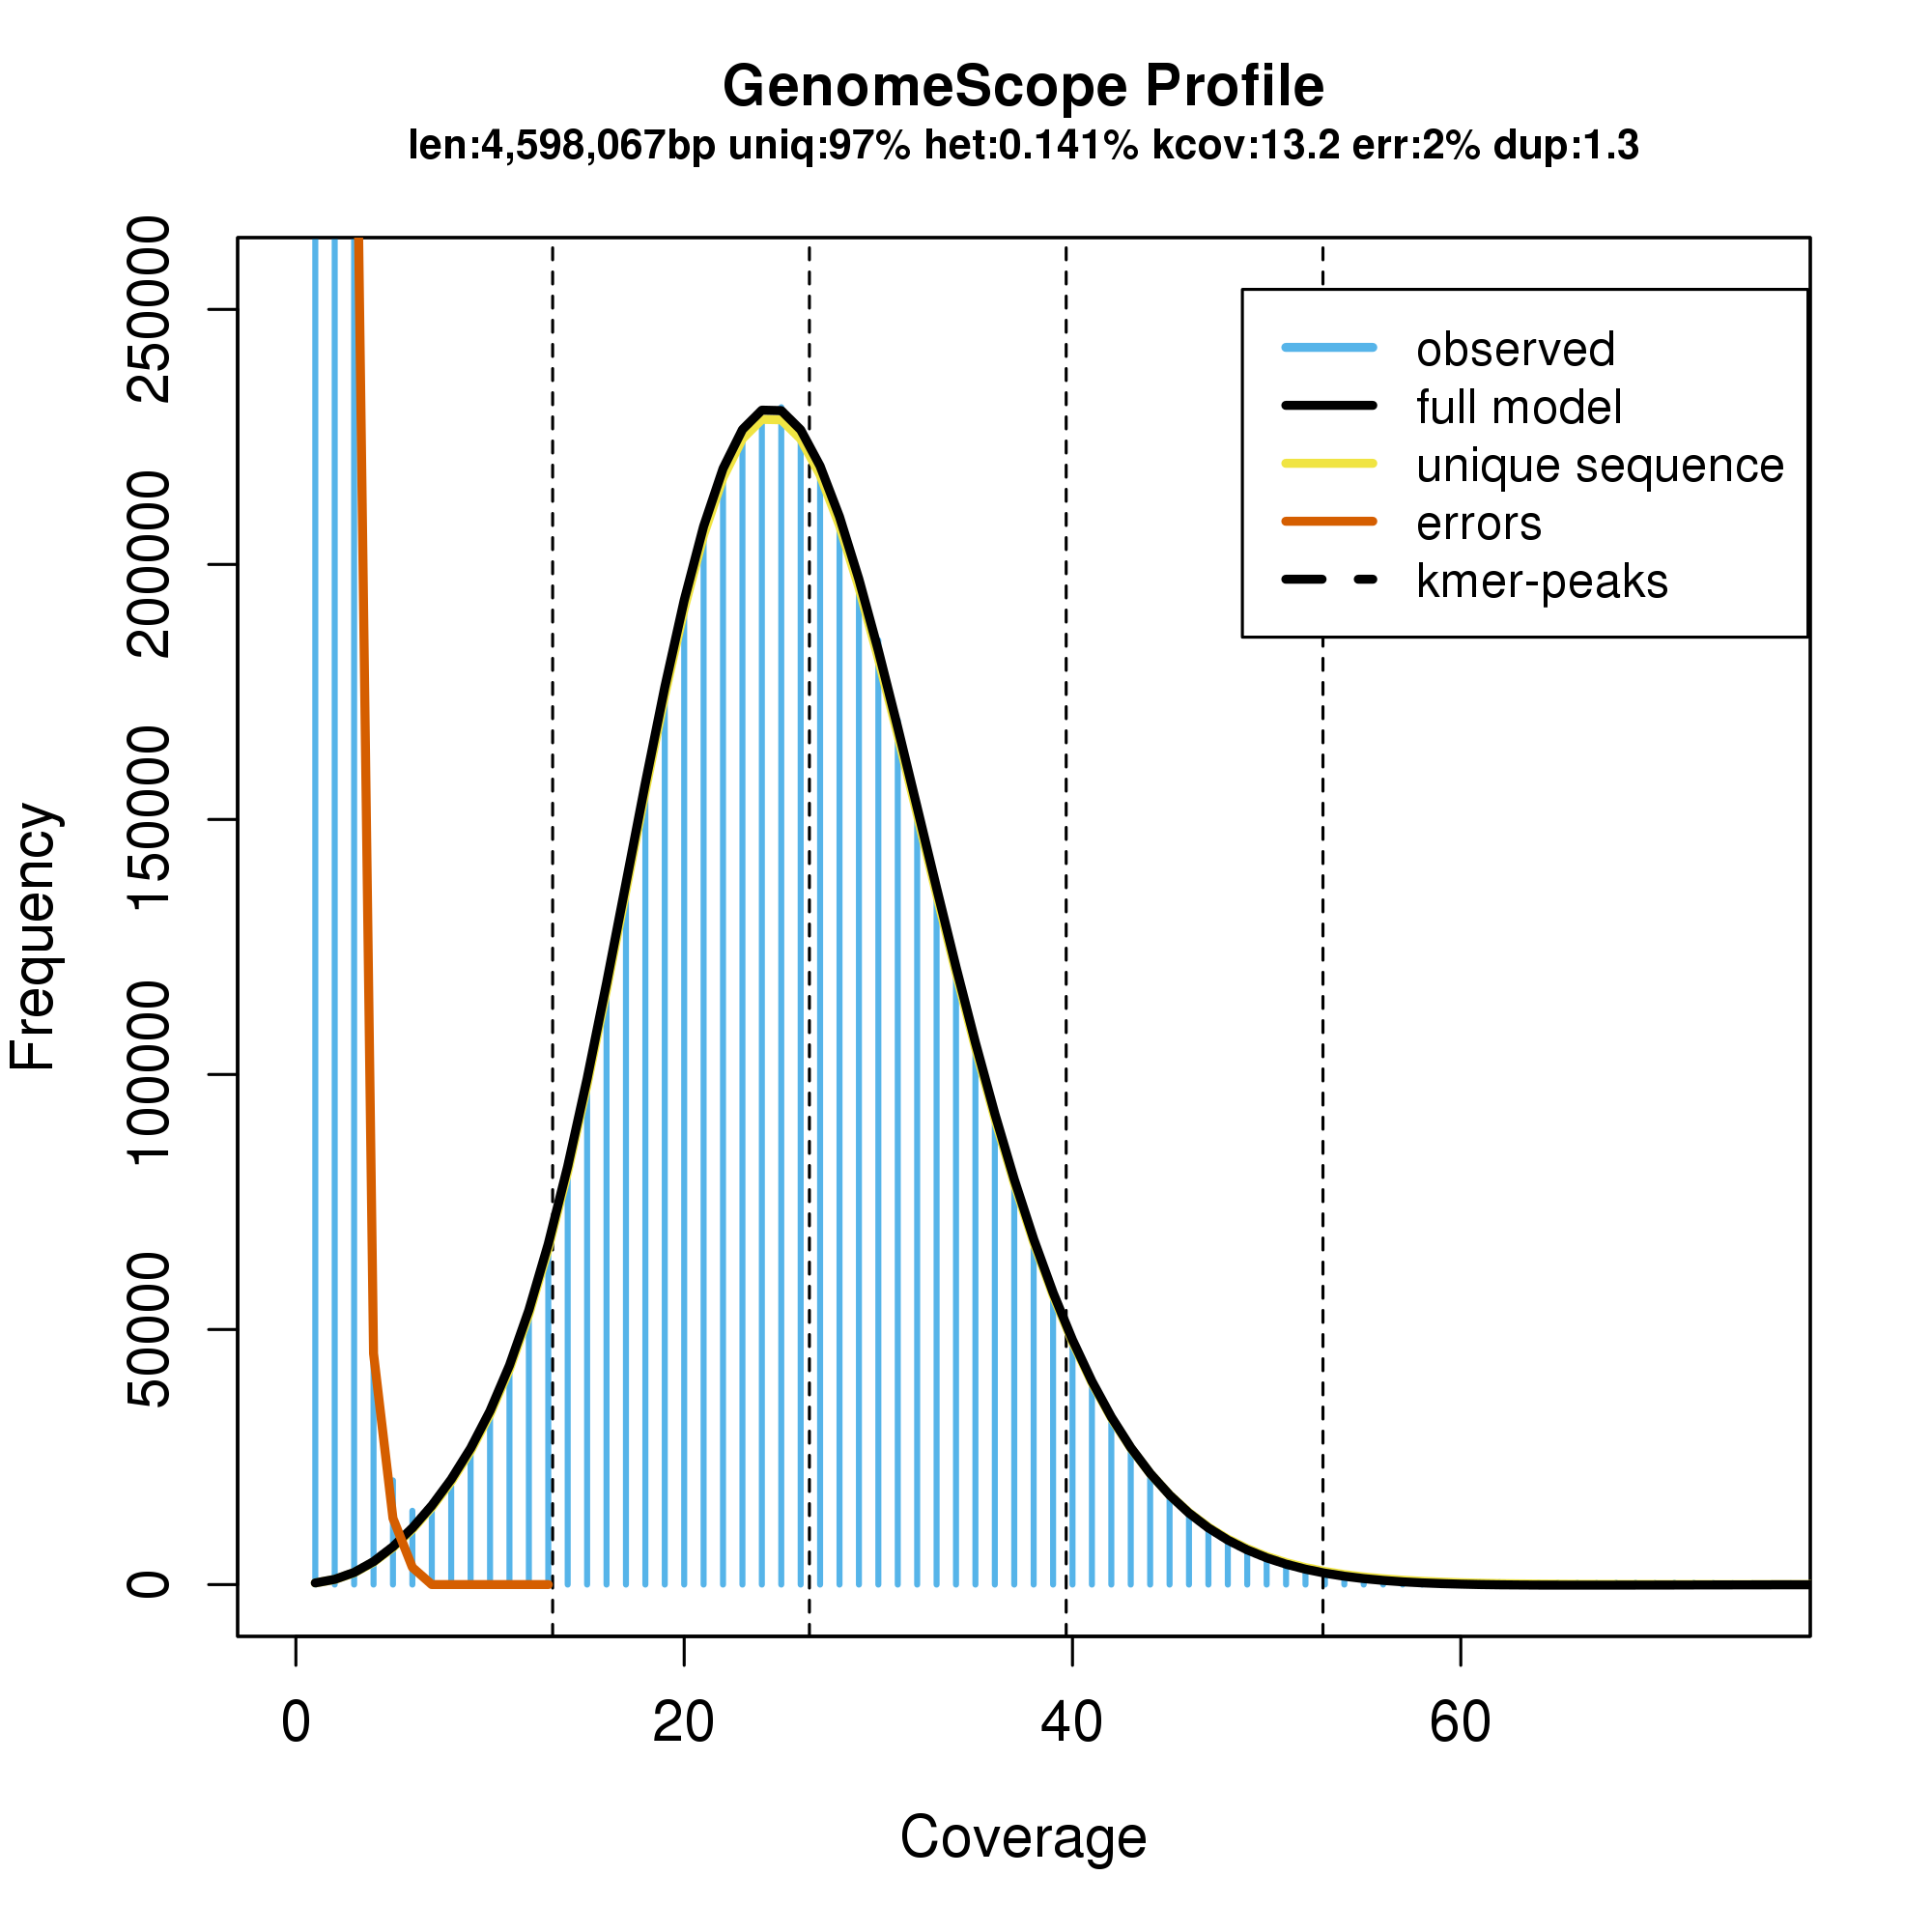 GenomeScope Profile
len:4,598,067bp uniq:97% het:0.141% kcov:13.2 err:2% dup:1.3
Frequency
250000
200000
150000
100000
50000
0
observed
full model
unique sequence
errors
kmer-peaks
0 20 40 60
Coverage